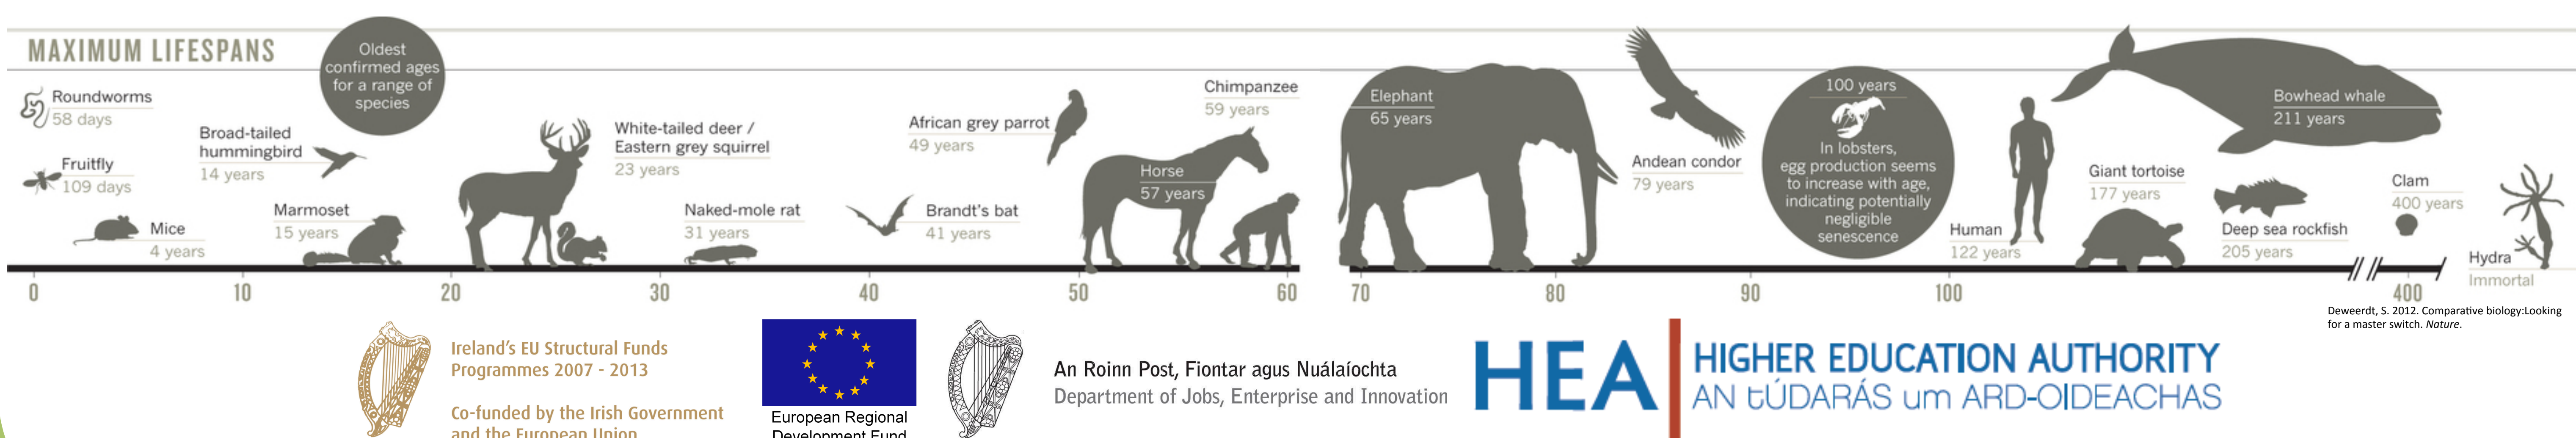 MAXIMUM LIFESPANS
Oldest
confirmed ages
for a range of
species
Roundworms
58 days
Fruitfly
109 days
Mice
4 years
Broad-tailed
hummingbird
14 years
Marmoset
15 years
White-tailed deer /
Eastern grey squirrel
23 years
Naked-mole rat
31 years
African grey parrot
49 years
Brandt's bat
41 years
Horse
57 years
Chimpanzee
59 years
Elephant
65 years
Andean condor
79 years
100 years
In lobsters,
egg production seems
to increase with age,
indicating potentially
negligible
senescence
Human
122 years
Giant tortoise
177 years
Bowhead whale
211 years
Deep sea rockfish
205 years
Clam
400 years
Hydra
Immortal
0 10 20 30 40 50 60 70 80 90 100 400
Deweerdt, S. 2012. Comparative biology:Looking
for a master switch. Nature.
Ireland's EU Structural Funds
Programmes 2007 - 2013
Co-funded by the Irish Government
and the European Union
European Regional
Development Fund
An Roinn Post, Fiontar agus Nuálaíochta
Department of Jobs, Enterprise and Innovation
HEA
HIGHER EDUCATION AUTHORITY
AN tÚDARÁS um ARD-OIDEACHAS